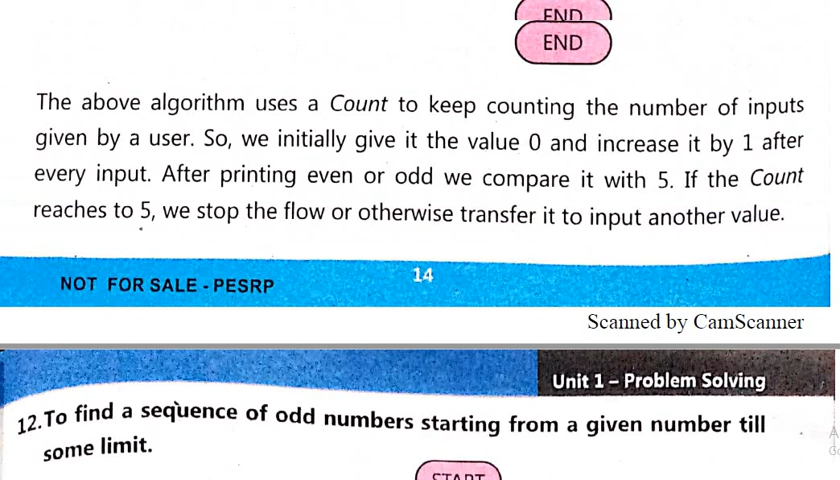 END
END
The above algorithm uses a Count to keep counting the number of inputs
given by a user. So, we initially give it the value 0 and increase it by 1 after
every input. After printing even or odd we compare it with 5. If the Count
reaches to 5, we stop the flow or otherwise transfer it to input another value.
NOT FOR SALE - PESRP
14
Scanned by CamScanner
Unit 1 – Problem Solving
12. To find a sequence of odd numbers starting from a given number till
some limit.
START